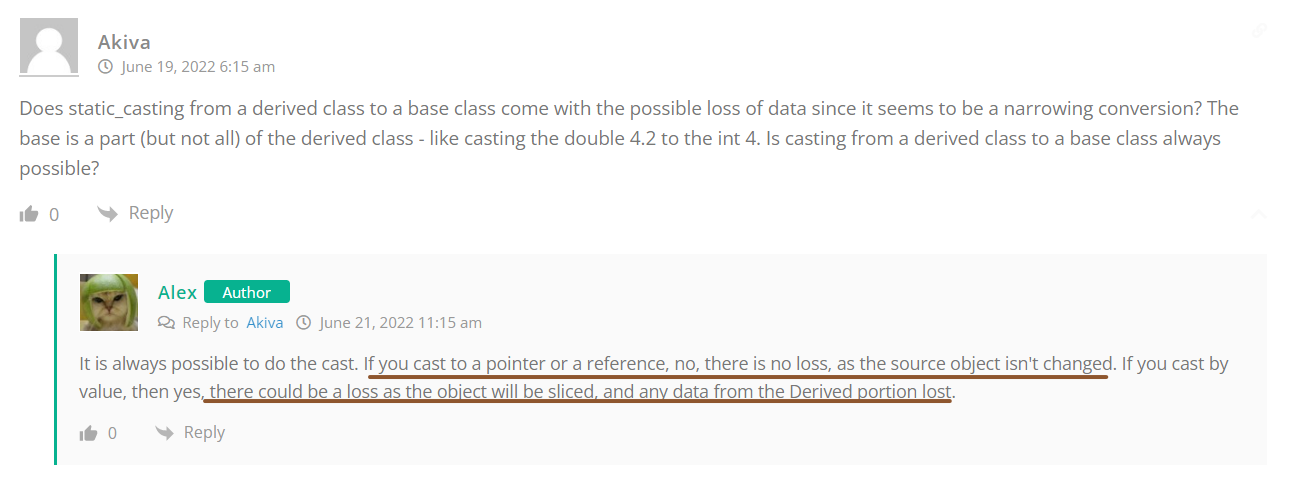 Akiva
June 19, 2022 6:15 am
Does static_casting from a derived class to a base class come with the possible loss of data since it seems to be a narrowing conversion? The
base is a part (but not all) of the derived class - like casting the double 4.2 to the int 4. Is casting from a derived class to a base class always
possible?
0 Reply
Alex Author
Reply to Akiva June 21, 2022 11:15 am
It is always possible to do the cast. If you cast to a pointer or a reference, no, there is no loss, as the source object isn't changed. If you cast by
value, then yes, there could be a loss as the object will be sliced, and any data from the Derived portion lost.
0 Reply